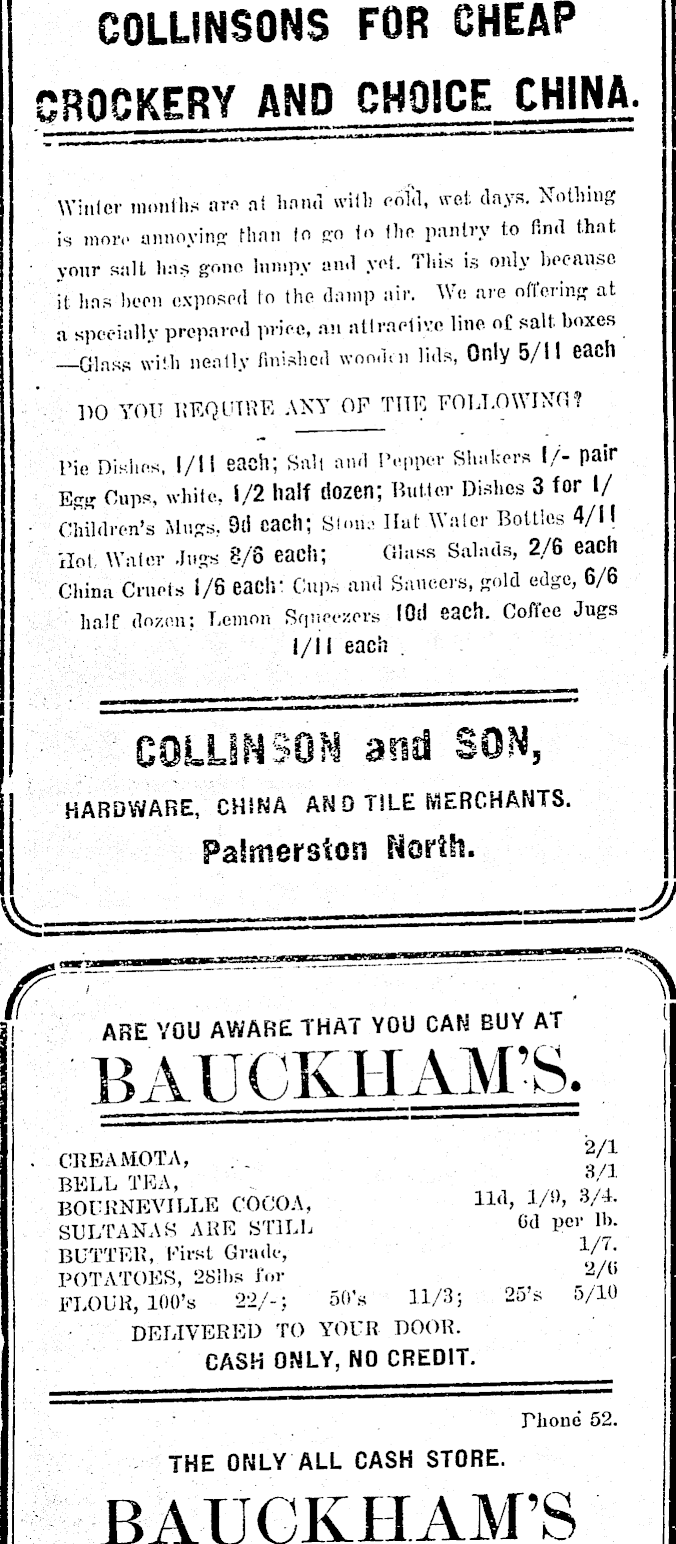 COLLINSONS FOR CHEAP
CROCKERY AND CHOICE CHINA.
Winter months are at hand with cold, wet days. Nothing
is more annoying than to go to the pantry to find that
your salt has gone lumpy and yet. This is only because
it has been exposed to the damp air. We are offering at
a specially prepared price, an attractive line of salt boxes
—Glass with neatly finished wooden lids, Only 5/11 each
DO YOU REQUIRE ANY OF THE FOLLOWING?
Pie Dishes, 1/11 each; Salt and Pepper Shakers 1/- pair
Egg Cups, white, 1/2 half dozen; Butter Dishes 3 for 1/
Children's Mugs, 9d each; Stone Hat Water Bottles 4/11
Hot Water Jugs 2/6 each; Glass Salads, 2/6 each
China Cruets 1/6 each: Cups and Saucers, gold edge, 6/6
half dozen; Lemon Squeezers 10d each. Coffee Jugs
1/11 each
COLLINSON and SON,
HARDWARE, CHINA AND TILE MERCHANTS.
Palmerston North.
ARE YOU AWARE THAT YOU CAN BUY AT
BAUCKHAM'S.
CREAMOTA, 2/1
BELL TEA, 3/1
BOURNEVILLE COCOA, 11d, 1/9, 3/4.
SULTANAS ARE STILL 6d per lb.
BUTTER, First Grade, 1/7.
POTATOES, 28lbs for 2/6
FLOUR, 100's 22/-; 50's 11/3; 25's 5/10
DELIVERED TO YOUR DOOR.
CASH ONLY, NO CREDIT.
Phone 52.
THE ONLY ALL CASH STORE.
BAUCKHAM'S